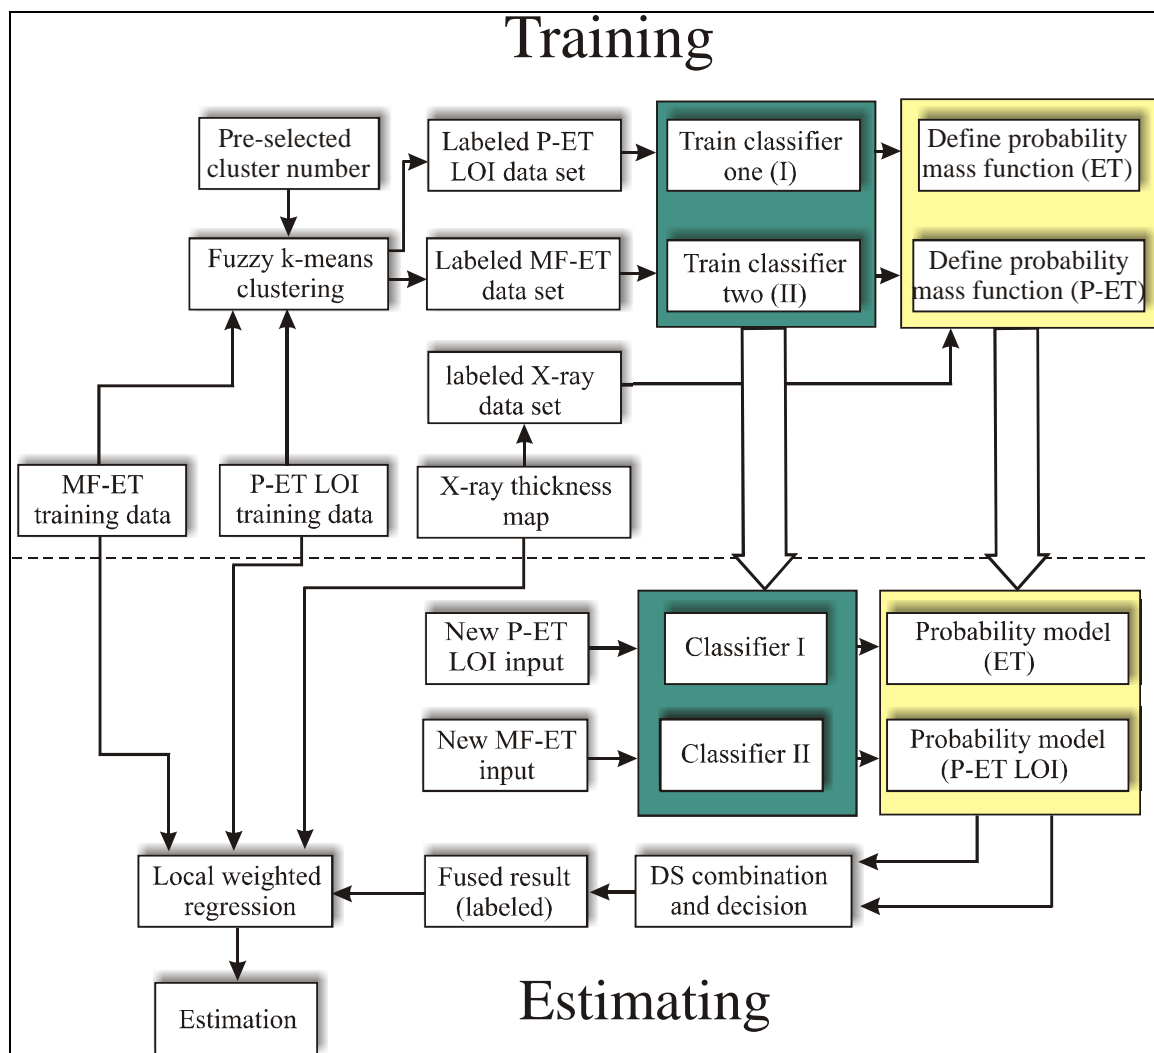 Training
Pre-selected
cluster number
Labeled P-ET
LOI data set
Train classifier
one (I)
Define probability
mass function (ET)
Fuzzy k-means
clustering
Labeled MF-ET
data set
Train classifier
two (II)
Define probability
mass function (P-ET)
labeled X-ray
data set
MF-ET
training data
P-ET LOI
training data
X-ray thickness
map
New P-ET
LOI input
Classifier I
Probability model
(ET)
New MF-ET
input
Classifier II
Probability model
(P-ET LOI)
Local weighted
regression
Fused result
(labeled)
DS combination
and decision
Estimation
Estimating